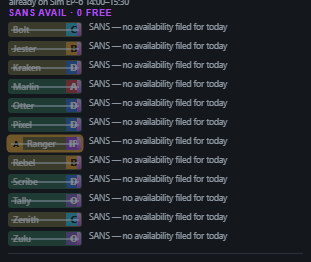 already on Sim EP-6 14:00–15:30
SANS AVAIL · 0 FREE
Bolt C SANS — no availability filed for today
Jester B SANS — no availability filed for today
Kraken D SANS — no availability filed for today
Marlin A SANS — no availability filed for today
Otter D SANS — no availability filed for today
Pixel D SANS — no availability filed for today
A Ranger IF SANS — no availability filed for today
Rebel B SANS — no availability filed for today
Scribe D SANS — no availability filed for today
Tally SANS — no availability filed for today
Zenith C SANS — no availability filed for today
Zulu SANS — no availability filed for today